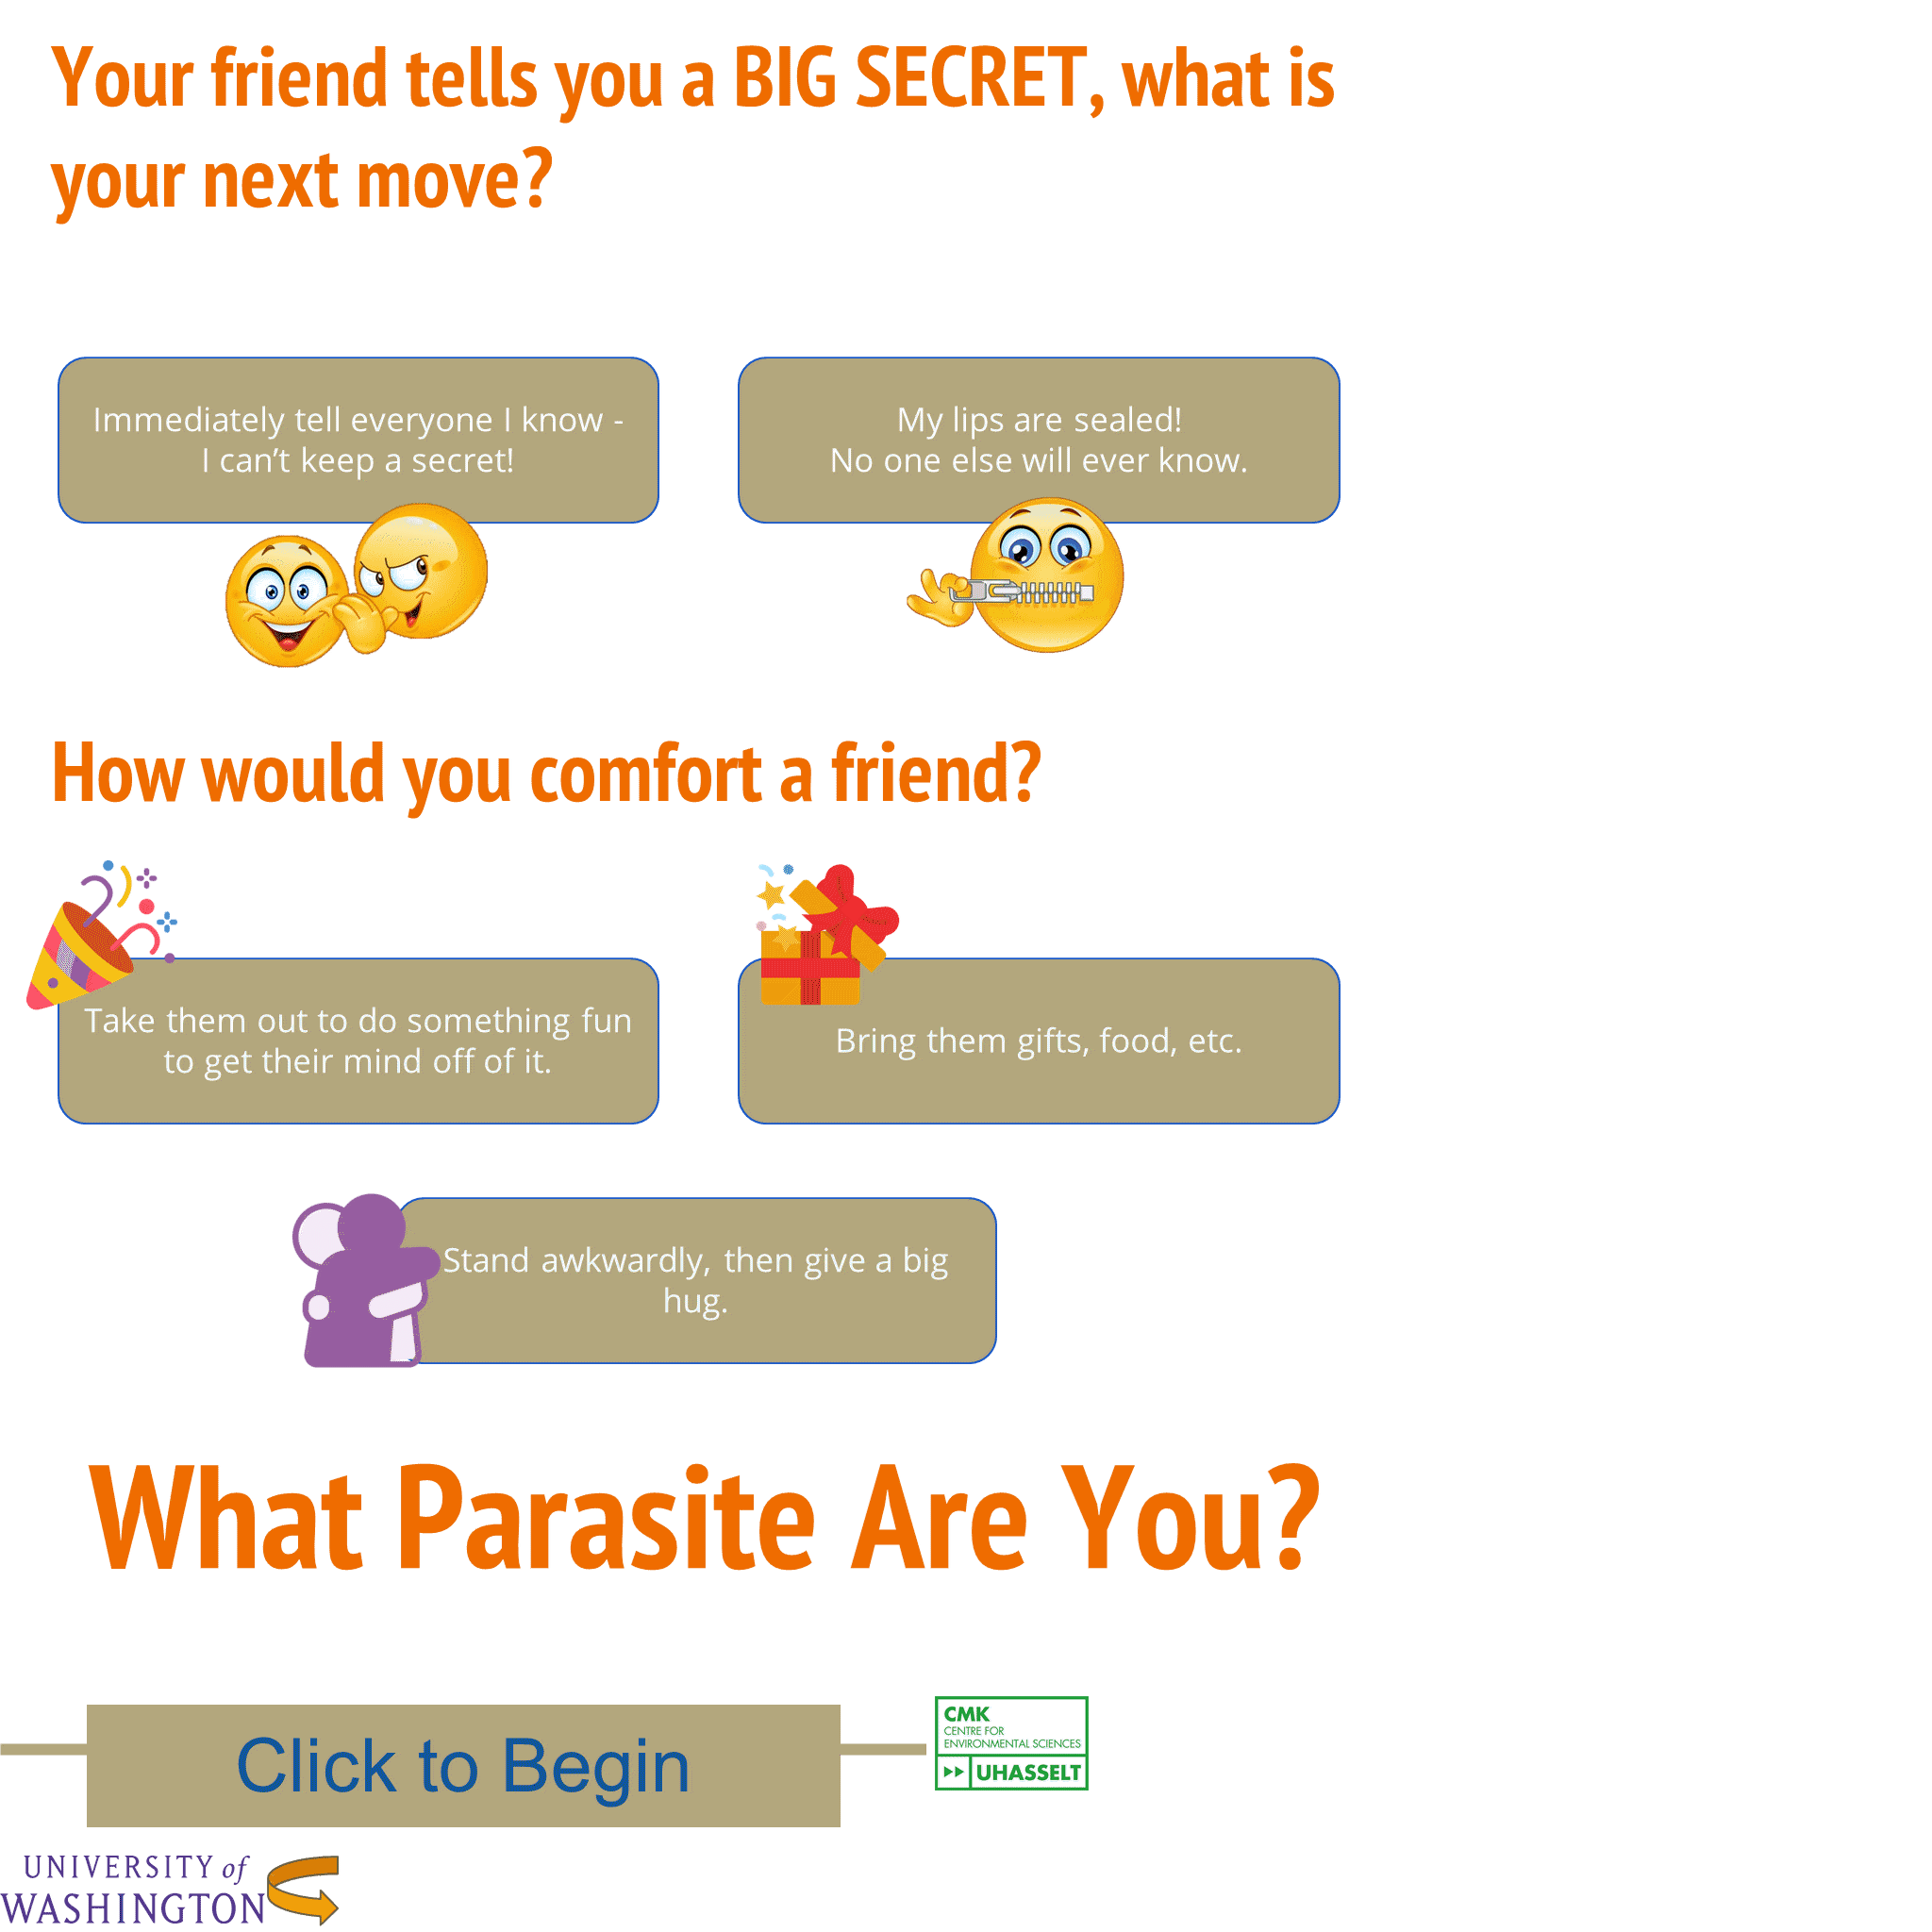 Your friend tells you a BIG SECRET, what is
your next move?
Immediately tell everyone I know -
I can’t keep a secret!
My lips are sealed!
No one else will ever know.
How would you comfort a friend?
Take them out to do something fun
to get their mind off of it.
Bring them gifts, food, etc.
Stand awkwardly, then give a big
hug.
What Parasite Are You?
Click to Begin
CMK
CENTRE FOR
ENVIRONMENTAL SCIENCES
UHASSELT
UNIVERSITY of
WASHINGTON